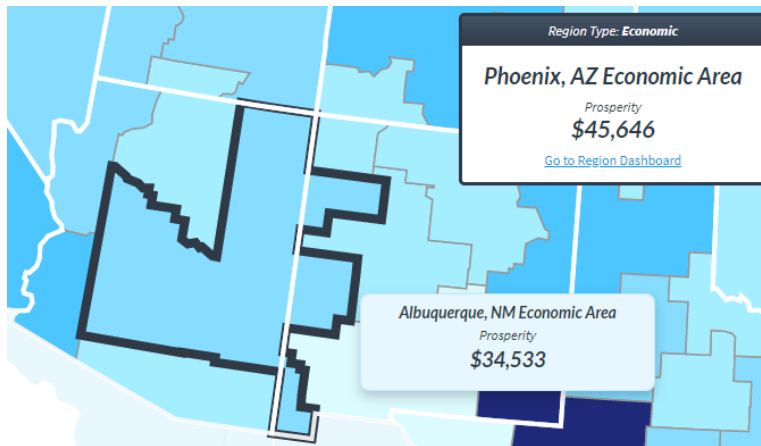 Region Type: Economic
Phoenix, AZ Economic Area
Prosperity
$45,646
Go to Region Dashboard
Albuquerque, NM Economic Area
Prosperity
$34,533